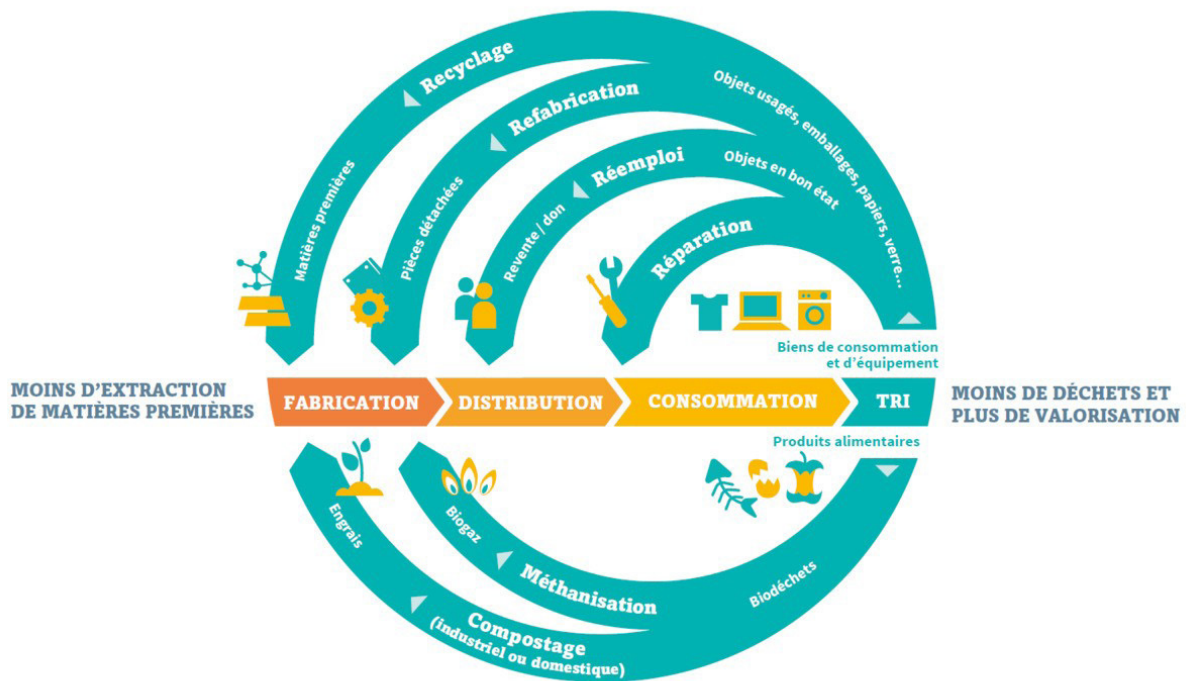 Recyclage
Matières premières
Refabrication
Pièces détachées
Réemploi
Revente / don
Réparation
Objets usagés, emballages, papiers, verre...
Objets en bon état
Biens de consommation
et d’équipement
MOINS D’EXTRACTION
DE MATIÈRES PREMIÈRES
FABRICATION
DISTRIBUTION
CONSOMMATION
TRI
MOINS DE DÉCHETS ET
PLUS DE VALORISATION
Produits alimentaires
Engrais
Biogaz
Méthanisation
Biodéchets
Compostage
(industriel ou domestique)